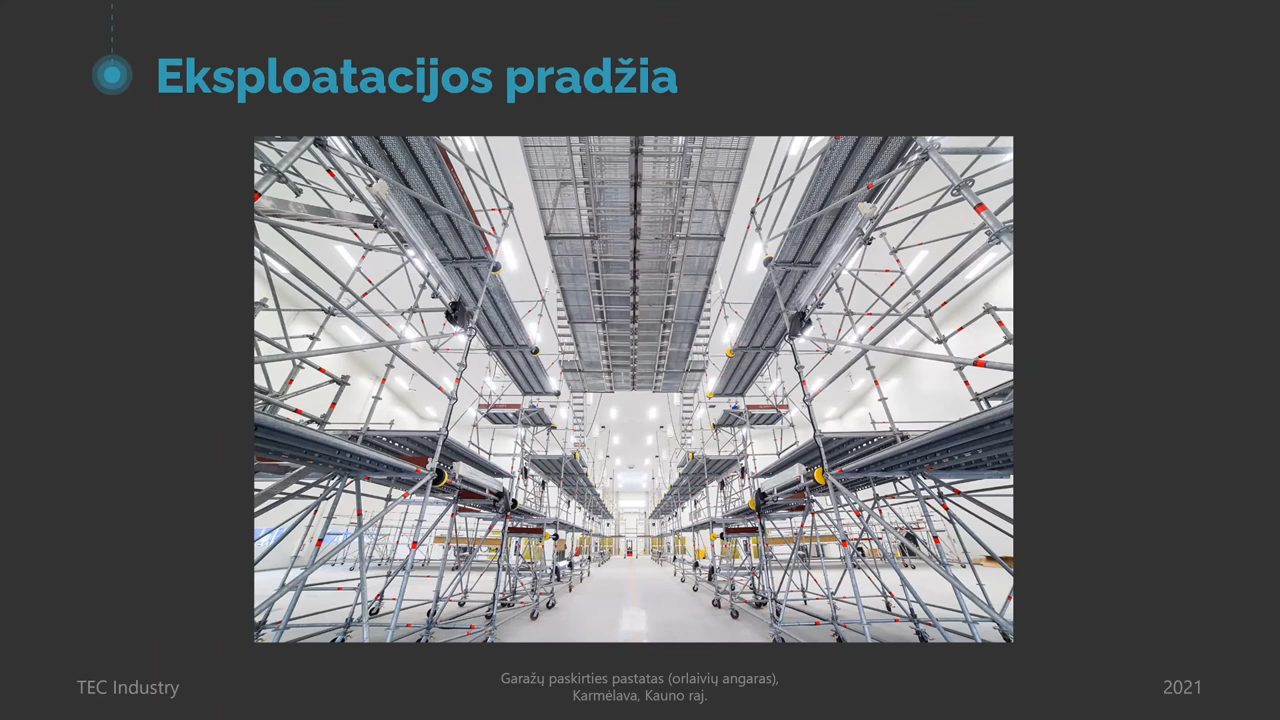 Eksploatacijos pradžia
TEC Industry
Garažų paskirties pastatas (orlaivių angaras),
Karmėlava, Kauno raj.
2021